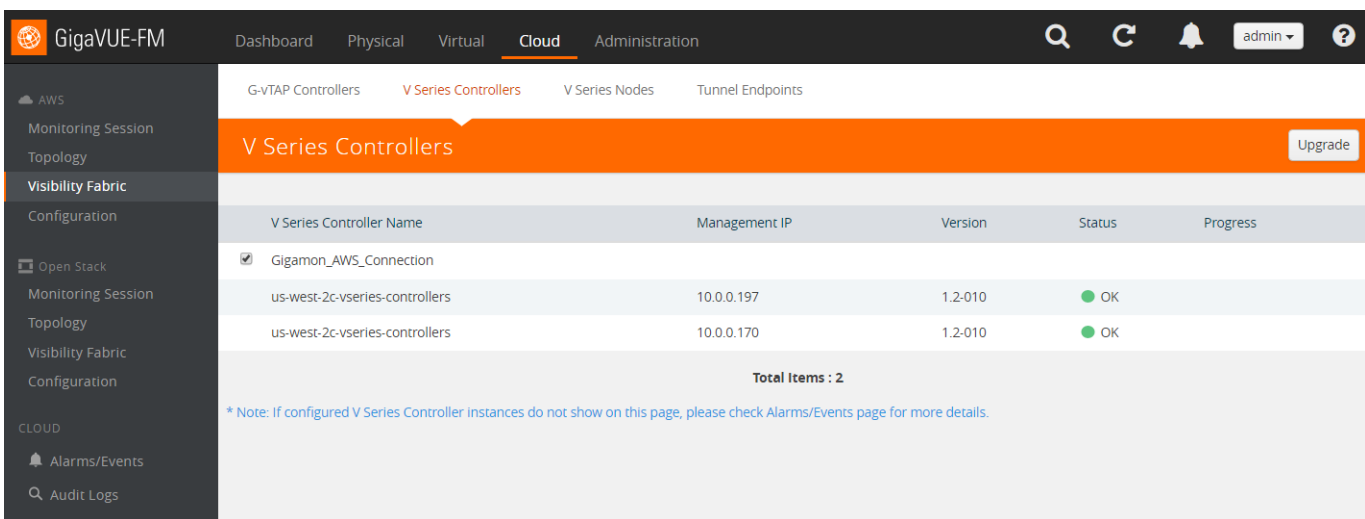 GigaVUE-FM
Dashboard Physical Virtual Cloud Administration
admin
?
AWS
Monitoring Session
Topology
Visibility Fabric
Configuration
Open Stack
Monitoring Session
Topology
Visibility Fabric
Configuration
CLOUD
Alarms/Events
Audit Logs
G-vTAP Controllers V Series Controllers V Series Nodes Tunnel Endpoints
V Series Controllers
Upgrade
V Series Controller Name Management IP Version Status Progress
Gigamon_AWS_Connection
us-west-2c-vseries-controllers 10.0.0.197 1.2-010 OK
us-west-2c-vseries-controllers 10.0.0.170 1.2-010 OK
Total Items : 2
* Note: If configured V Series Controller instances do not show on this page, please check Alarms/Events page for more details.